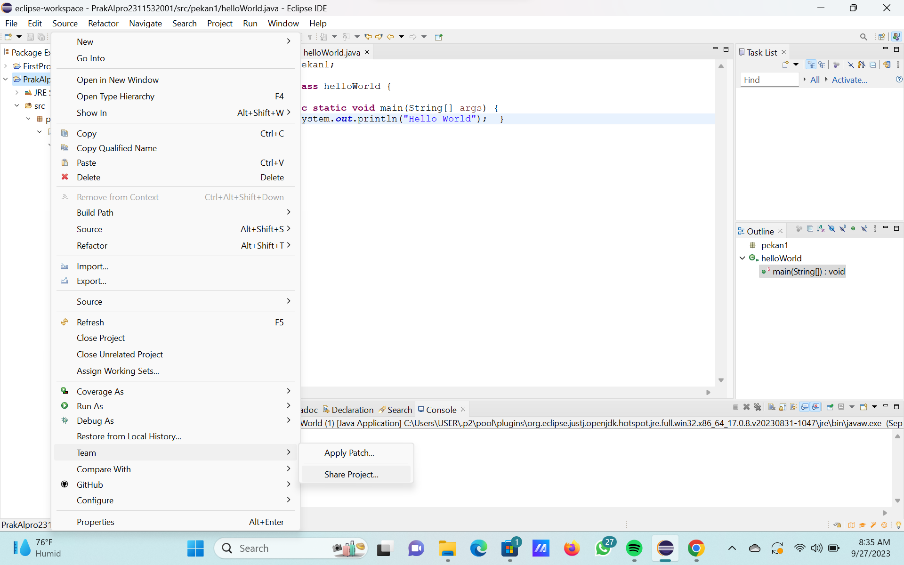 eclipse-workspace - PrakAlpro2311532001/src/pekan1/helloWorld.java - Eclipse IDE
File Edit Source Refactor Navigate Search Project Run Window Help
Package Ex
FirstPro
PrakAlp
JRE S
src
p
New
Go Into
Open in New Window
Open Type Hierarchy F4
Show In Alt+Shift+W
Copy Ctrl+C
Copy Qualified Name
Paste Ctrl+V
Delete Delete
Remove from Context Ctrl+Alt+Shift+Down
Build Path
Source Alt+Shift+S
Refactor Alt+Shift+T
Import...
Export...
Source
Refresh F5
Close Project
Close Unrelated Project
Assign Working Sets...
Coverage As
Run As
Debug As
Restore from Local History...
Team
Compare With
GitHub
Configure
Properties Alt+Enter
Apply Patch...
Share Project...
helloWorld.java
ekan1;
ass helloWorld {
c static void main(String[] args) {
ystem.out.println("Hello World"); }
Task List
Find All Activate...
Outline
pekan1
helloWorld
main(String[]) : void
adoc Declaration Search Console
World (1) [Java Application] C:\Users\USER\.p2\pool\plugins\org.eclipse.justj.openjdk.hotspot.jre.full.win32.x86_64_17.0.8.v20230831-1047\jre\bin\javaw.exe (Sep
PrakAlpro231
76°F
Humid
Search
1
27
8:35 AM
9/27/2023